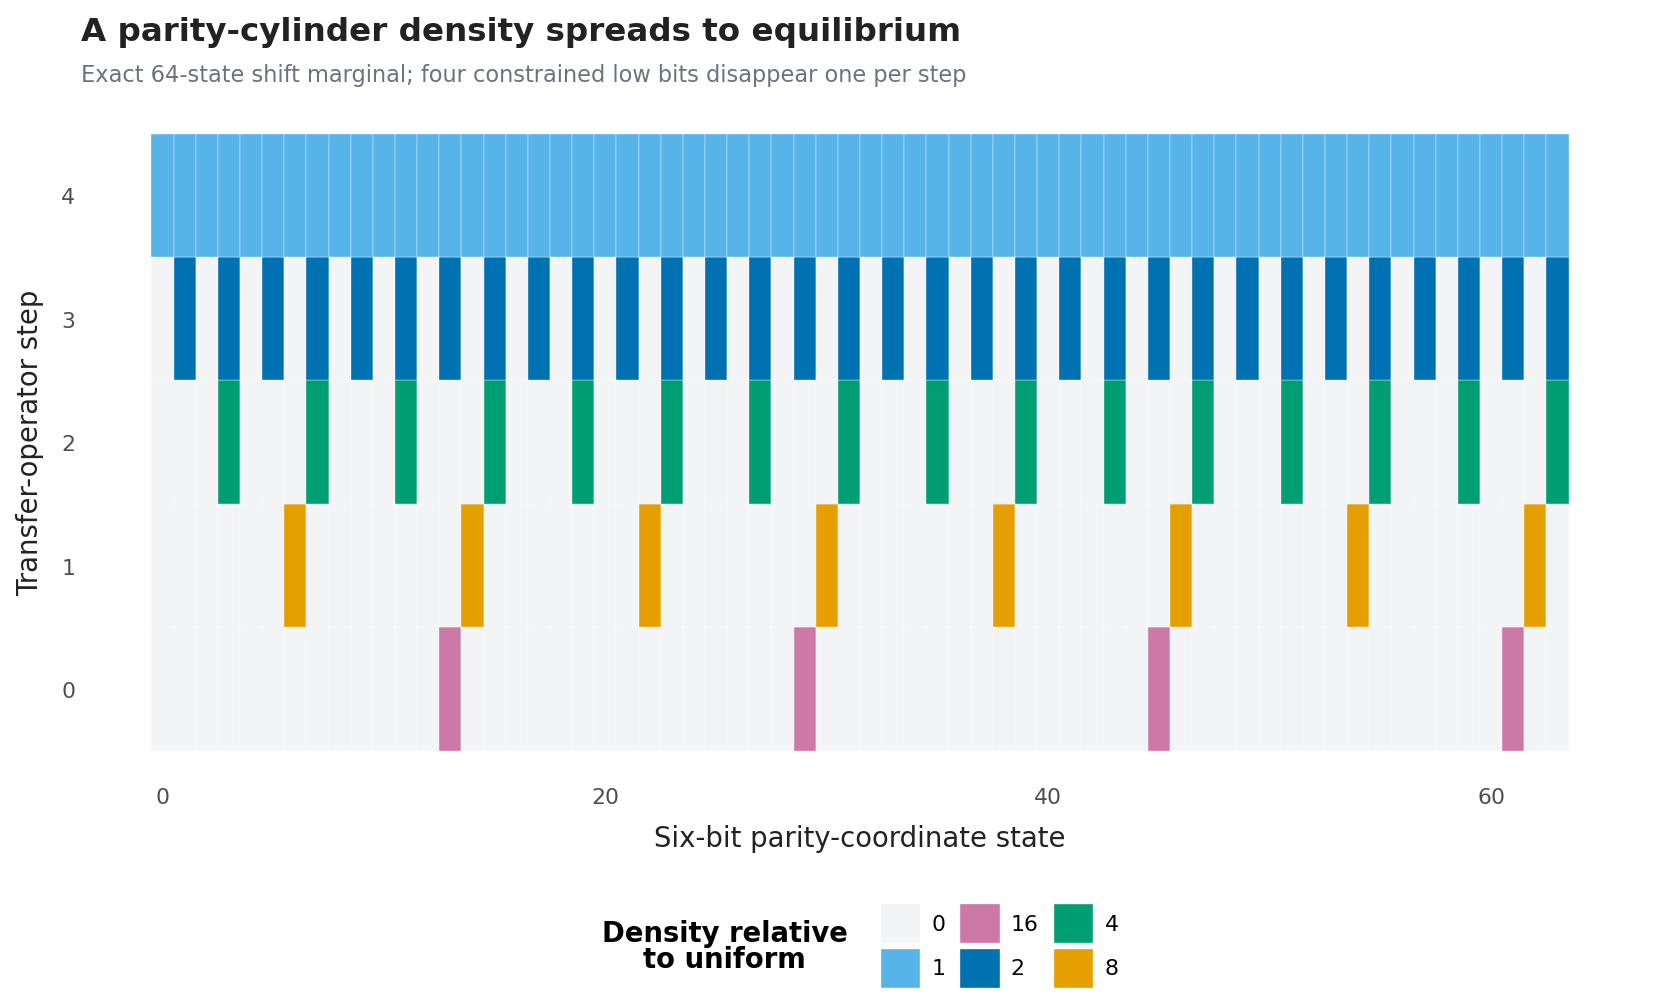 A parity-cylinder density spreads to equilibrium
Exact 64-state shift marginal; four constrained low bits disappear one per step
Transfer-operator step
4
3
2
1
0
0 20 40 60
Six-bit parity-coordinate state
Density relative
to uniform
0 16 4
1 2 8